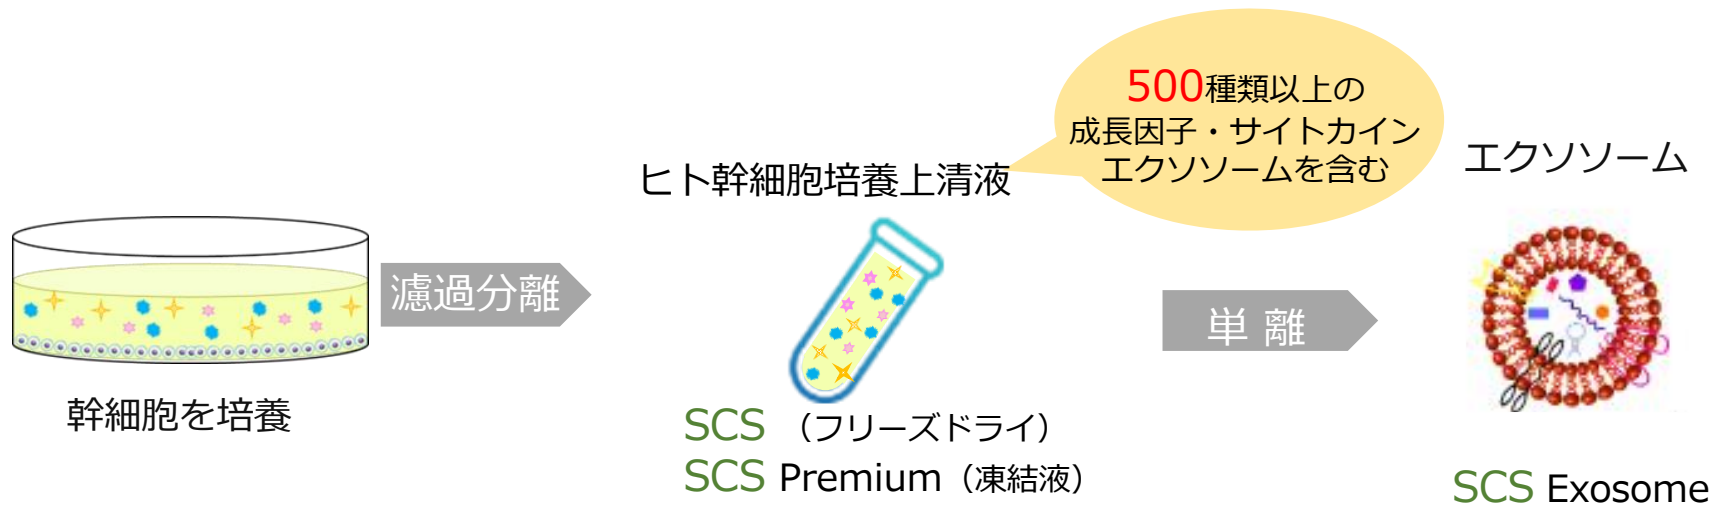 幹細胞を培養
濾過分離
ヒト幹細胞培養上清液
500種類以上の
成長因子・サイトカイン
エクソソームを含む
SCS （フリーズドライ）
SCS Premium（凍結液）
単 離
エクソソーム
SCS Exosome